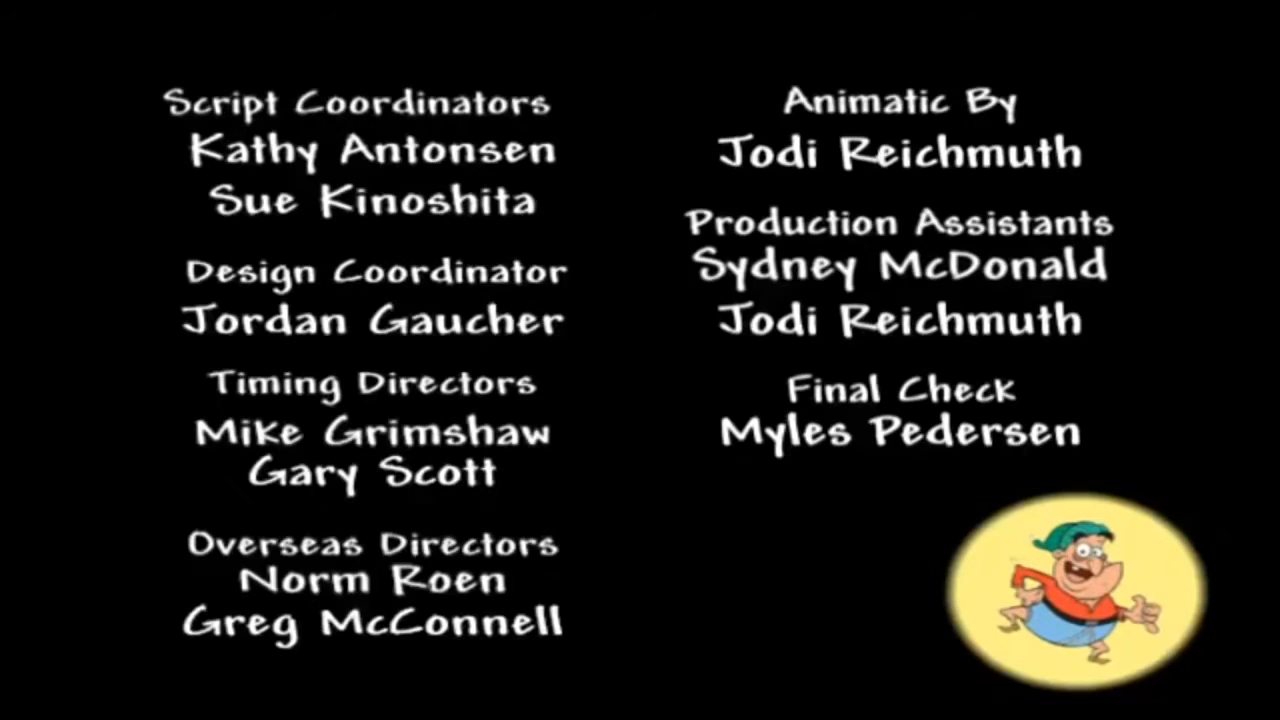 Script Coordinators
Kathy Antonsen
Sue Kinoshita
Design Coordinator
Jordan Gaucher
Timing Directors
Mike Grimshaw
Gary Scott
Overseas Directors
Norm Roen
Greg McConnell
Animatic By
Jodi Reichmuth
Production Assistants
Sydney McDonald
Jodi Reichmuth
Final Check
Myles Pedersen